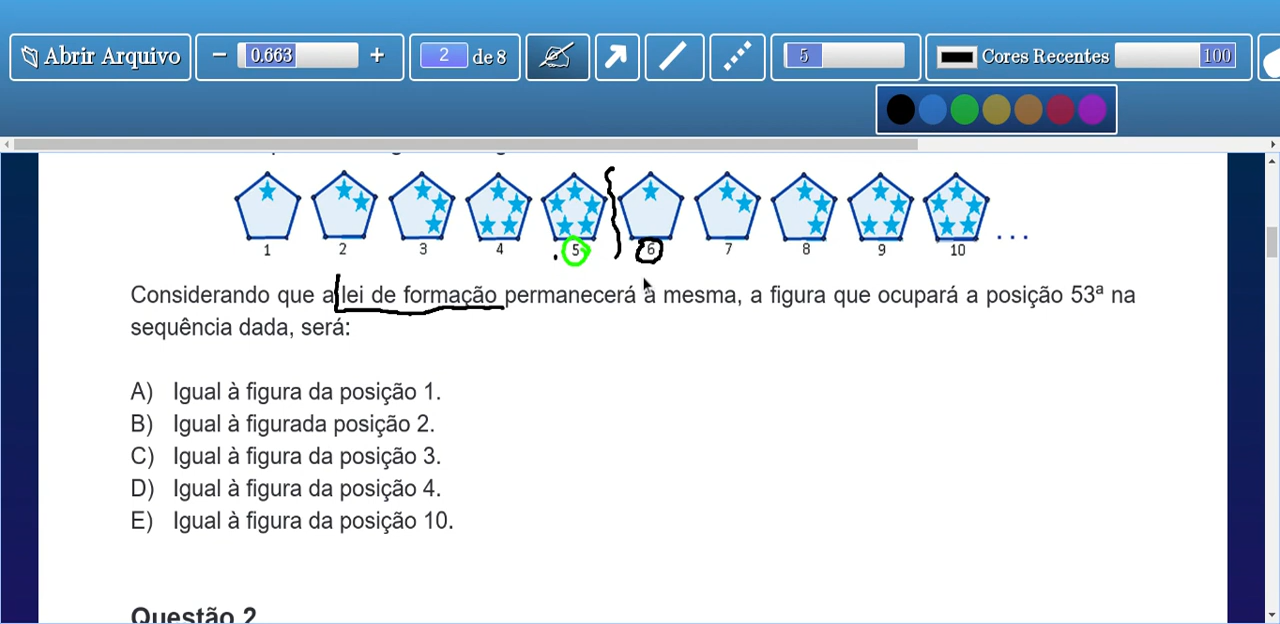 Abrir Arquivo − 0.663 + 2 de 8 5 Cores Recentes 100
1 2 3 4 5 6 7 8 9 10 ...
Considerando que a lei de formação permanecerá a mesma, a figura que ocupará a posição 53ª na
sequência dada, será:
A) Igual à figura da posição 1.
B) Igual à figurada posição 2.
C) Igual à figura da posição 3.
D) Igual à figura da posição 4.
E) Igual à figura da posição 10.
Questão 2